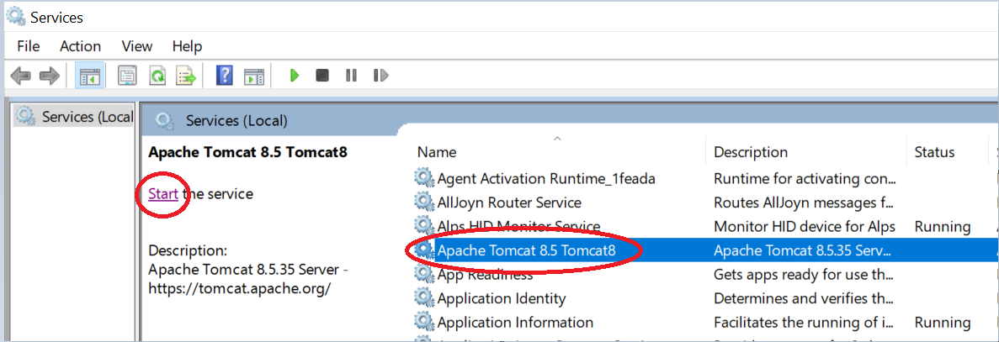 Services
File Action View Help
Services (Local
Services (Local)
Apache Tomcat 8.5 Tomcat8
Start the service
Description:
Apache Tomcat 8.5.35 Server -
https://tomcat.apache.org/
Name Description Status
Agent Activation Runtime_1feada Runtime for activating con...
AllJoyn Router Service Routes AllJoyn messages f...
Alps HID Monitor Service Monitor HID device for Alps Running
Apache Tomcat 8.5 Tomcat8 Apache Tomcat 8.5.35 Serv...
App Readiness Gets apps ready for use th...
Application Identity Determines and verifies th...
Application Information Facilitates the running of i... Running